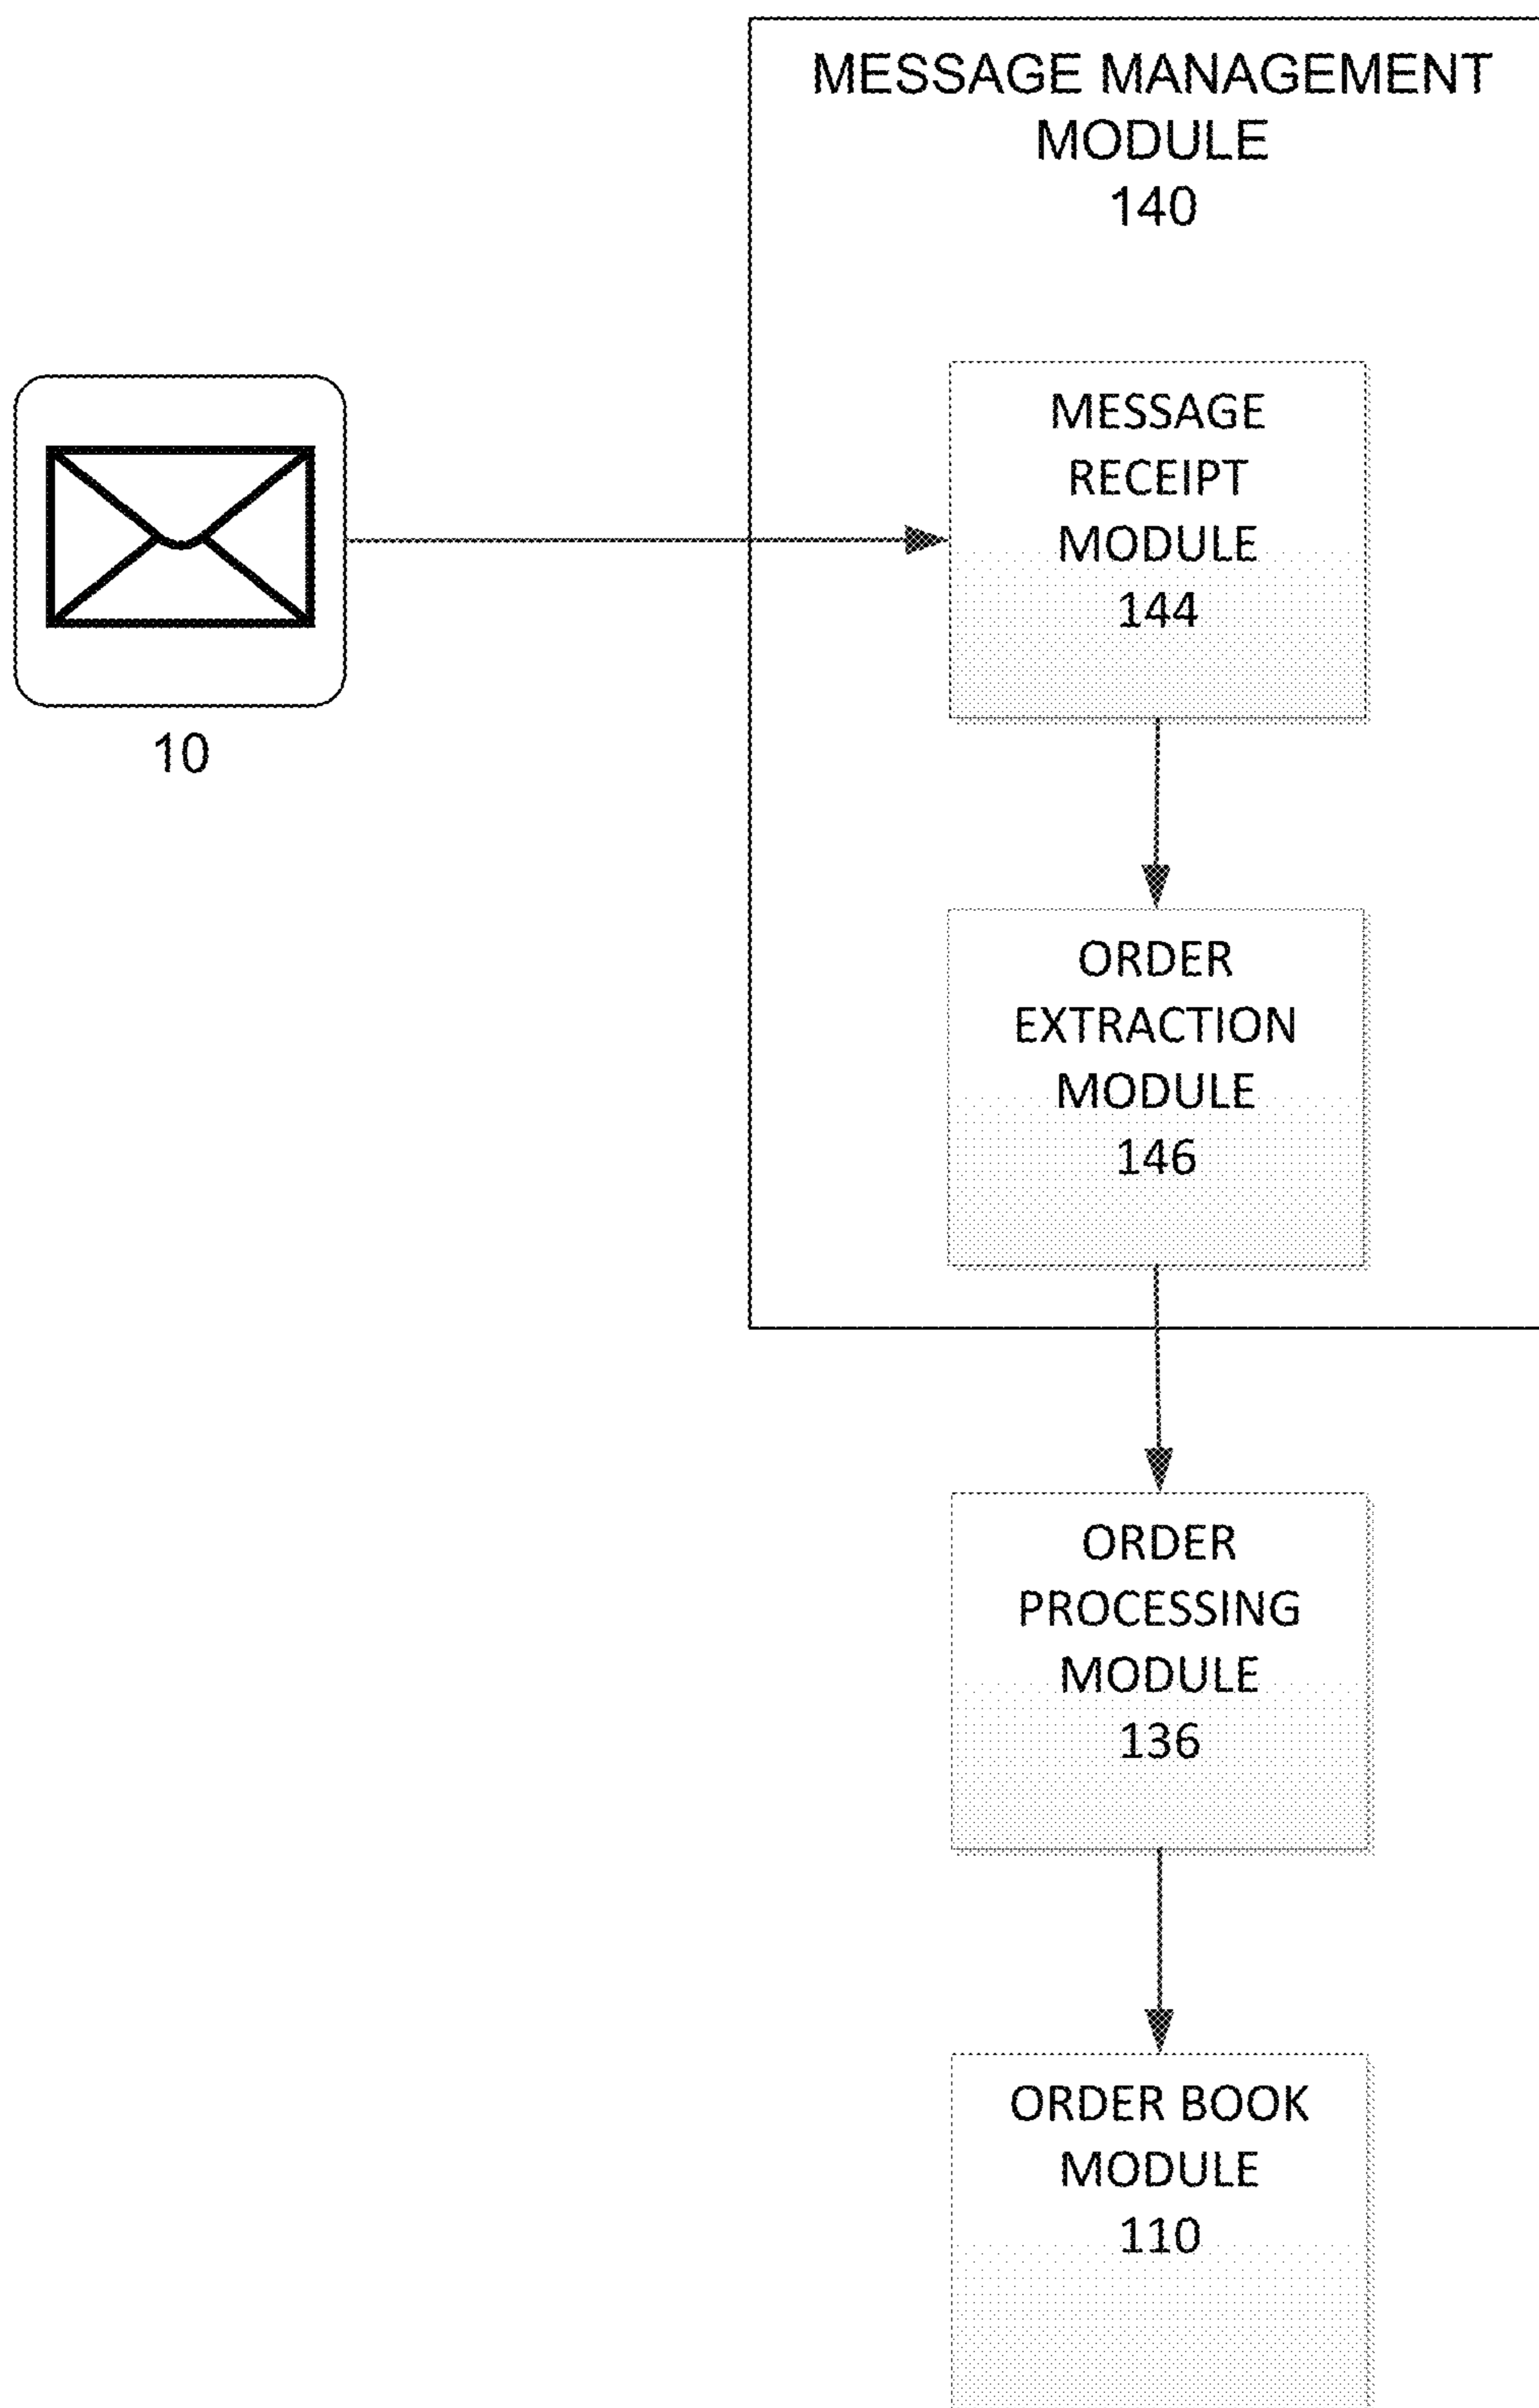 MESSAGE MANAGEMENT
MODULE
140
MESSAGE
RECEIPT
MODULE
144
10
ORDER
EXTRACTION
MODULE
146
ORDER
PROCESSING
MODULE
136
ORDER BOOK
MODULE
110